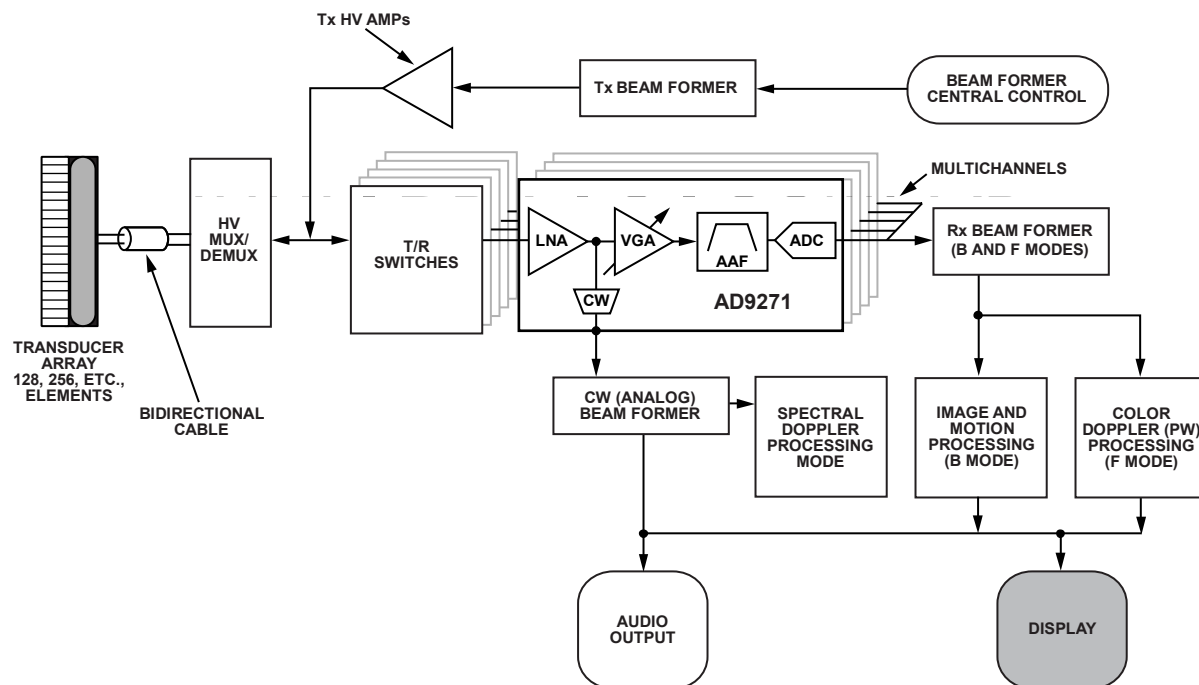 Tx HV AMPs
Tx BEAM FORMER
BEAM FORMER
CENTRAL CONTROL
MULTICHANNELS
HV
MUX/
DEMUX
T/R
SWITCHES
LNA
VGA
AAF
ADC
CW
AD9271
Rx BEAM FORMER
(B AND F MODES)
TRANSDUCER
ARRAY
128, 256, ETC.,
ELEMENTS
BIDIRECTIONAL
CABLE
CW (ANALOG)
BEAM FORMER
SPECTRAL
DOPPLER
PROCESSING
MODE
IMAGE AND
MOTION
PROCESSING
(B MODE)
COLOR
DOPPLER (PW)
PROCESSING
(F MODE)
AUDIO
OUTPUT
DISPLAY